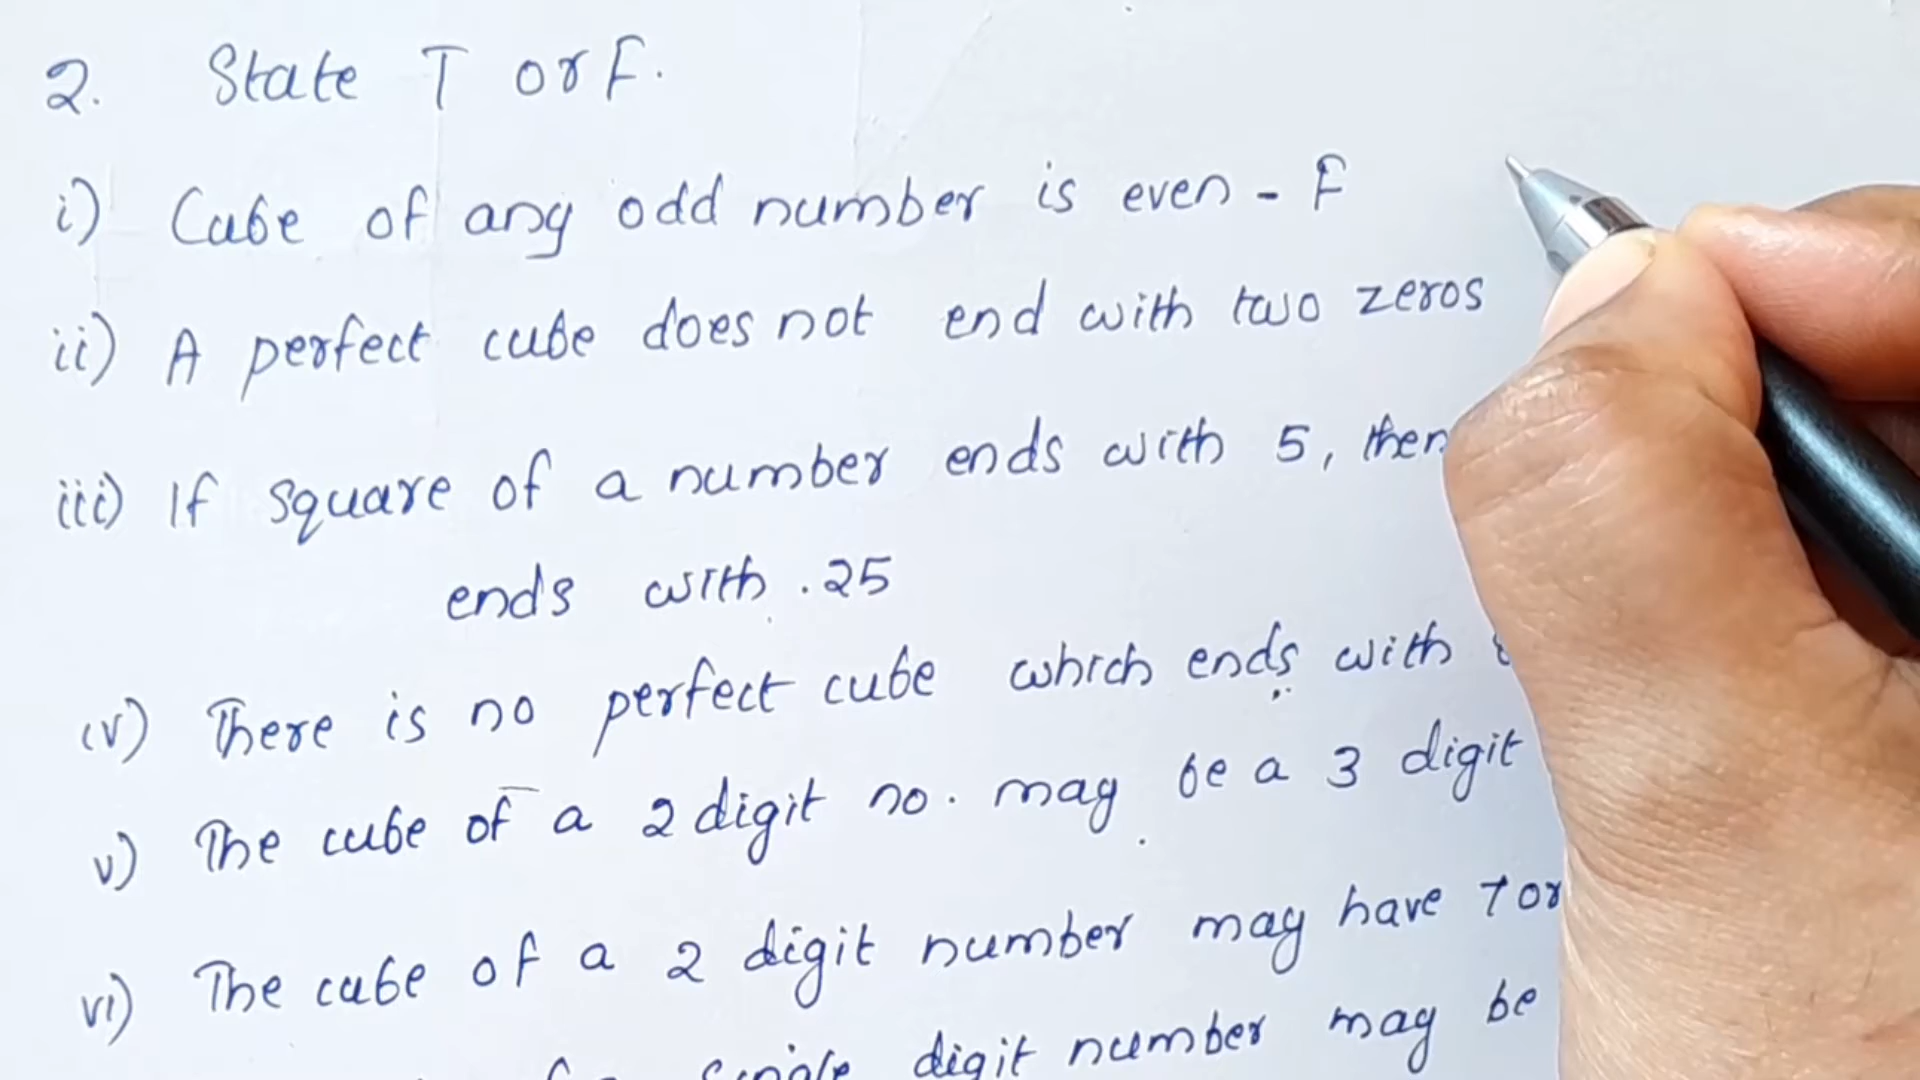 2. State T or F.
i) Cube of any odd number is even - F
ii) A perfect cube does not end with two zeros
iii) If square of a number ends with 5, then
ends with . 25
iv) There is no perfect cube which ends with
v) The cube of a 2 digit no. may be a 3 digit
vi) The cube of a 2 digit number may have 7 or
single digit number may be